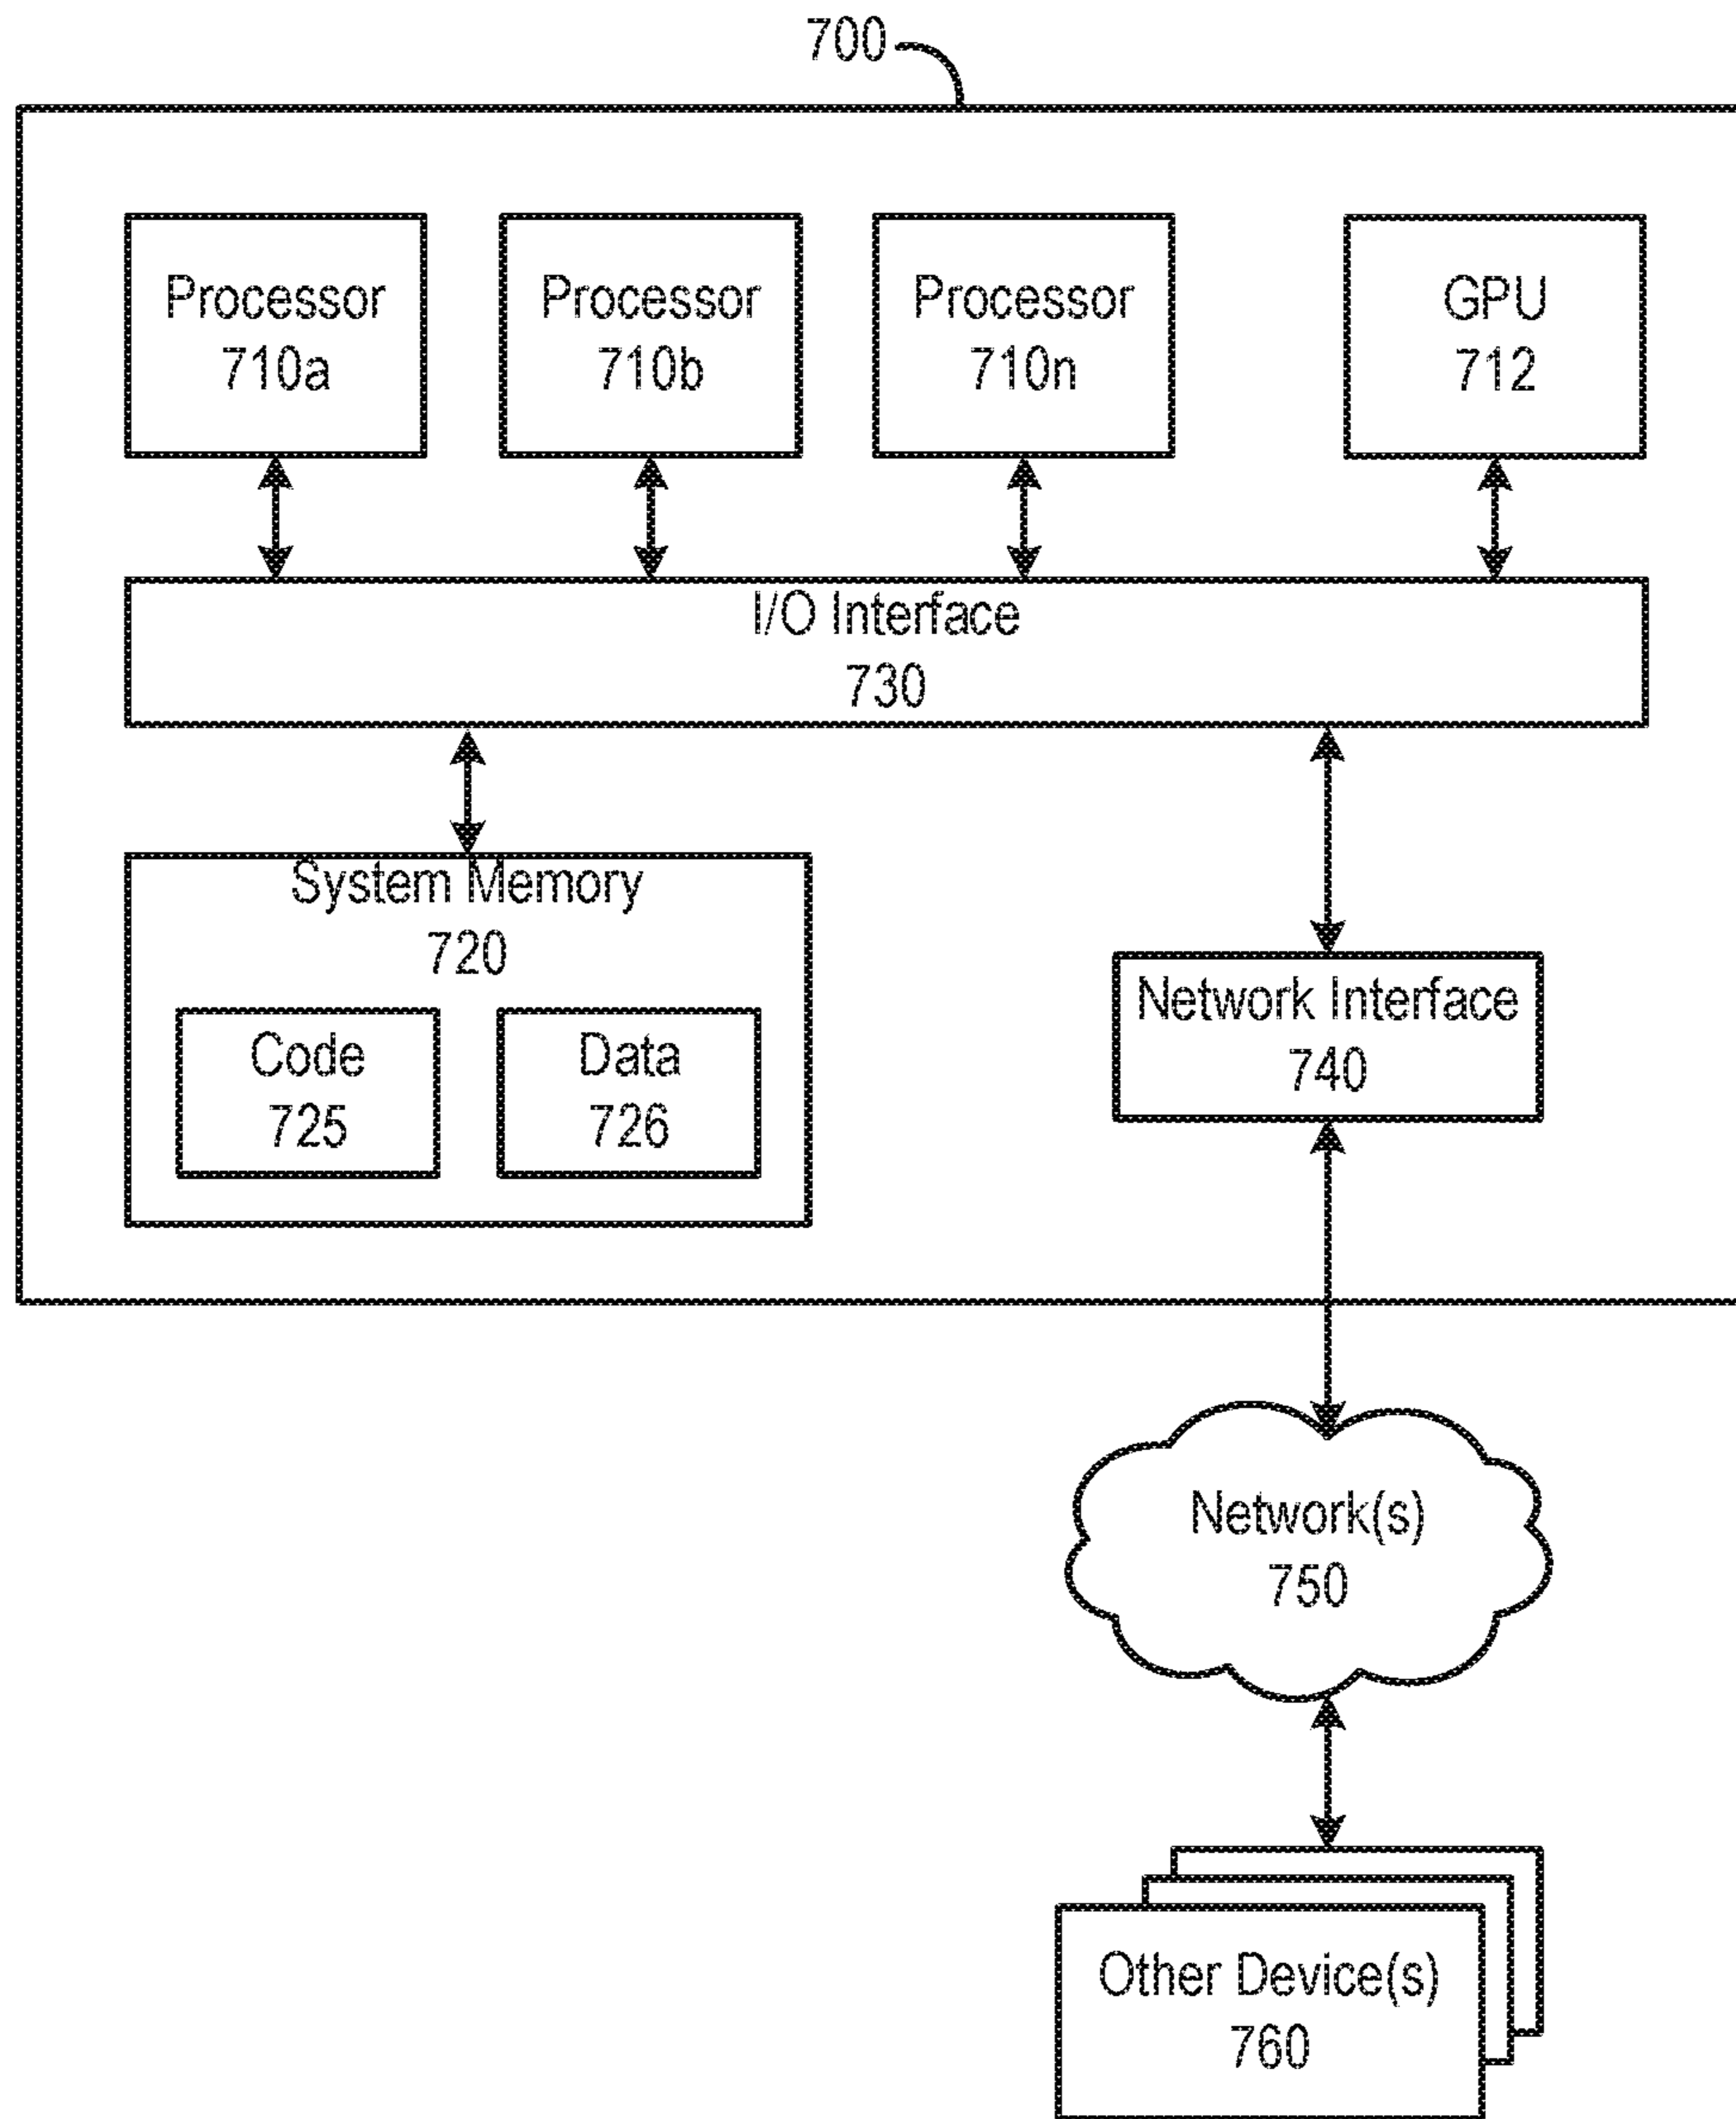 700
Processor
710a
Processor
710b
Processor
710n
GPU
712
I/O Interface
730
System Memory
720
Code
725
Data
726
Network Interface
740
Network(s)
750
Other Device(s)
760